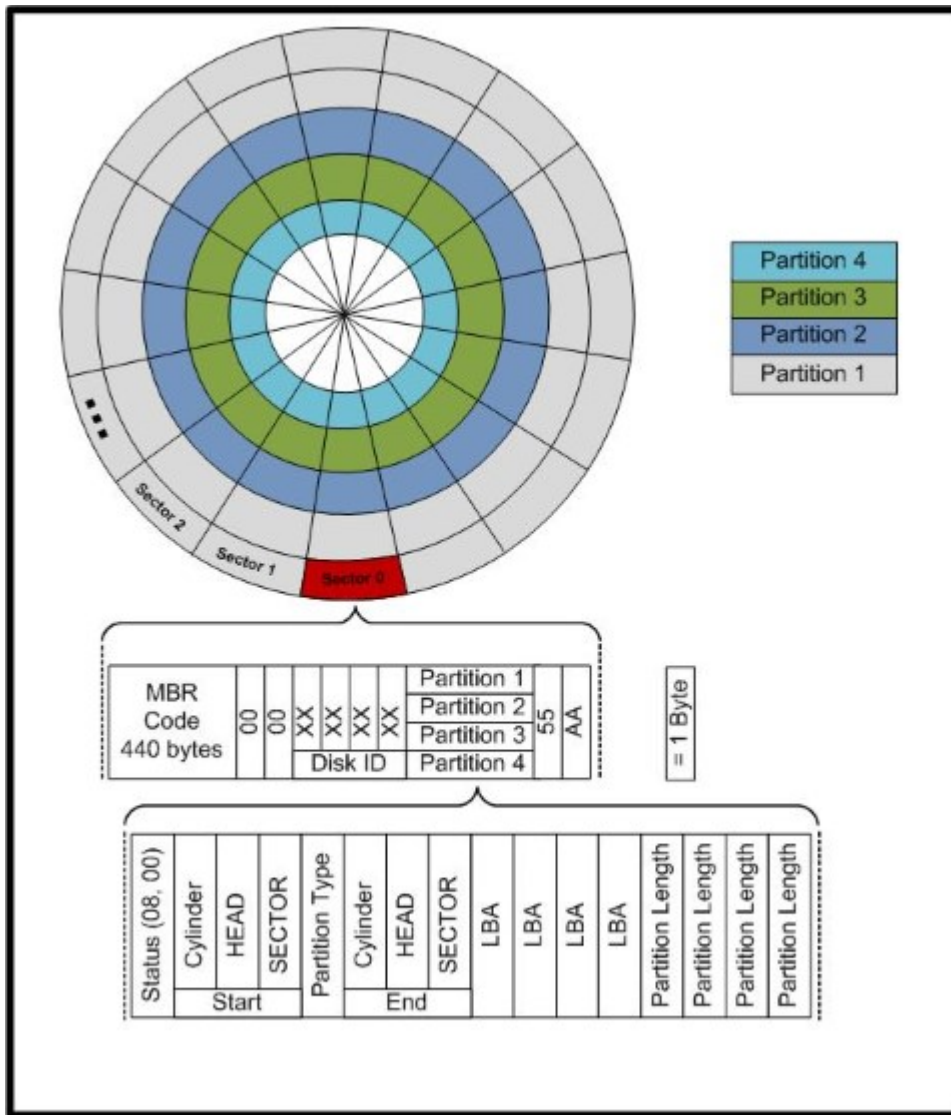 Partition 4
Partition 3
Partition 2
Partition 1
Sector 2
Sector 1
Sector 0
MBR
Code
440 bytes
00
00
XX
XX
XX
XX
Disk ID
Partition 1
Partition 2
Partition 3
Partition 4
55
AA
= 1 Byte
Status (08, 00)
Cylinder
HEAD
SECTOR
Start
Partition Type
Cylinder
HEAD
SECTOR
End
LBA
LBA
LBA
LBA
Partition Length
Partition Length
Partition Length
Partition Length